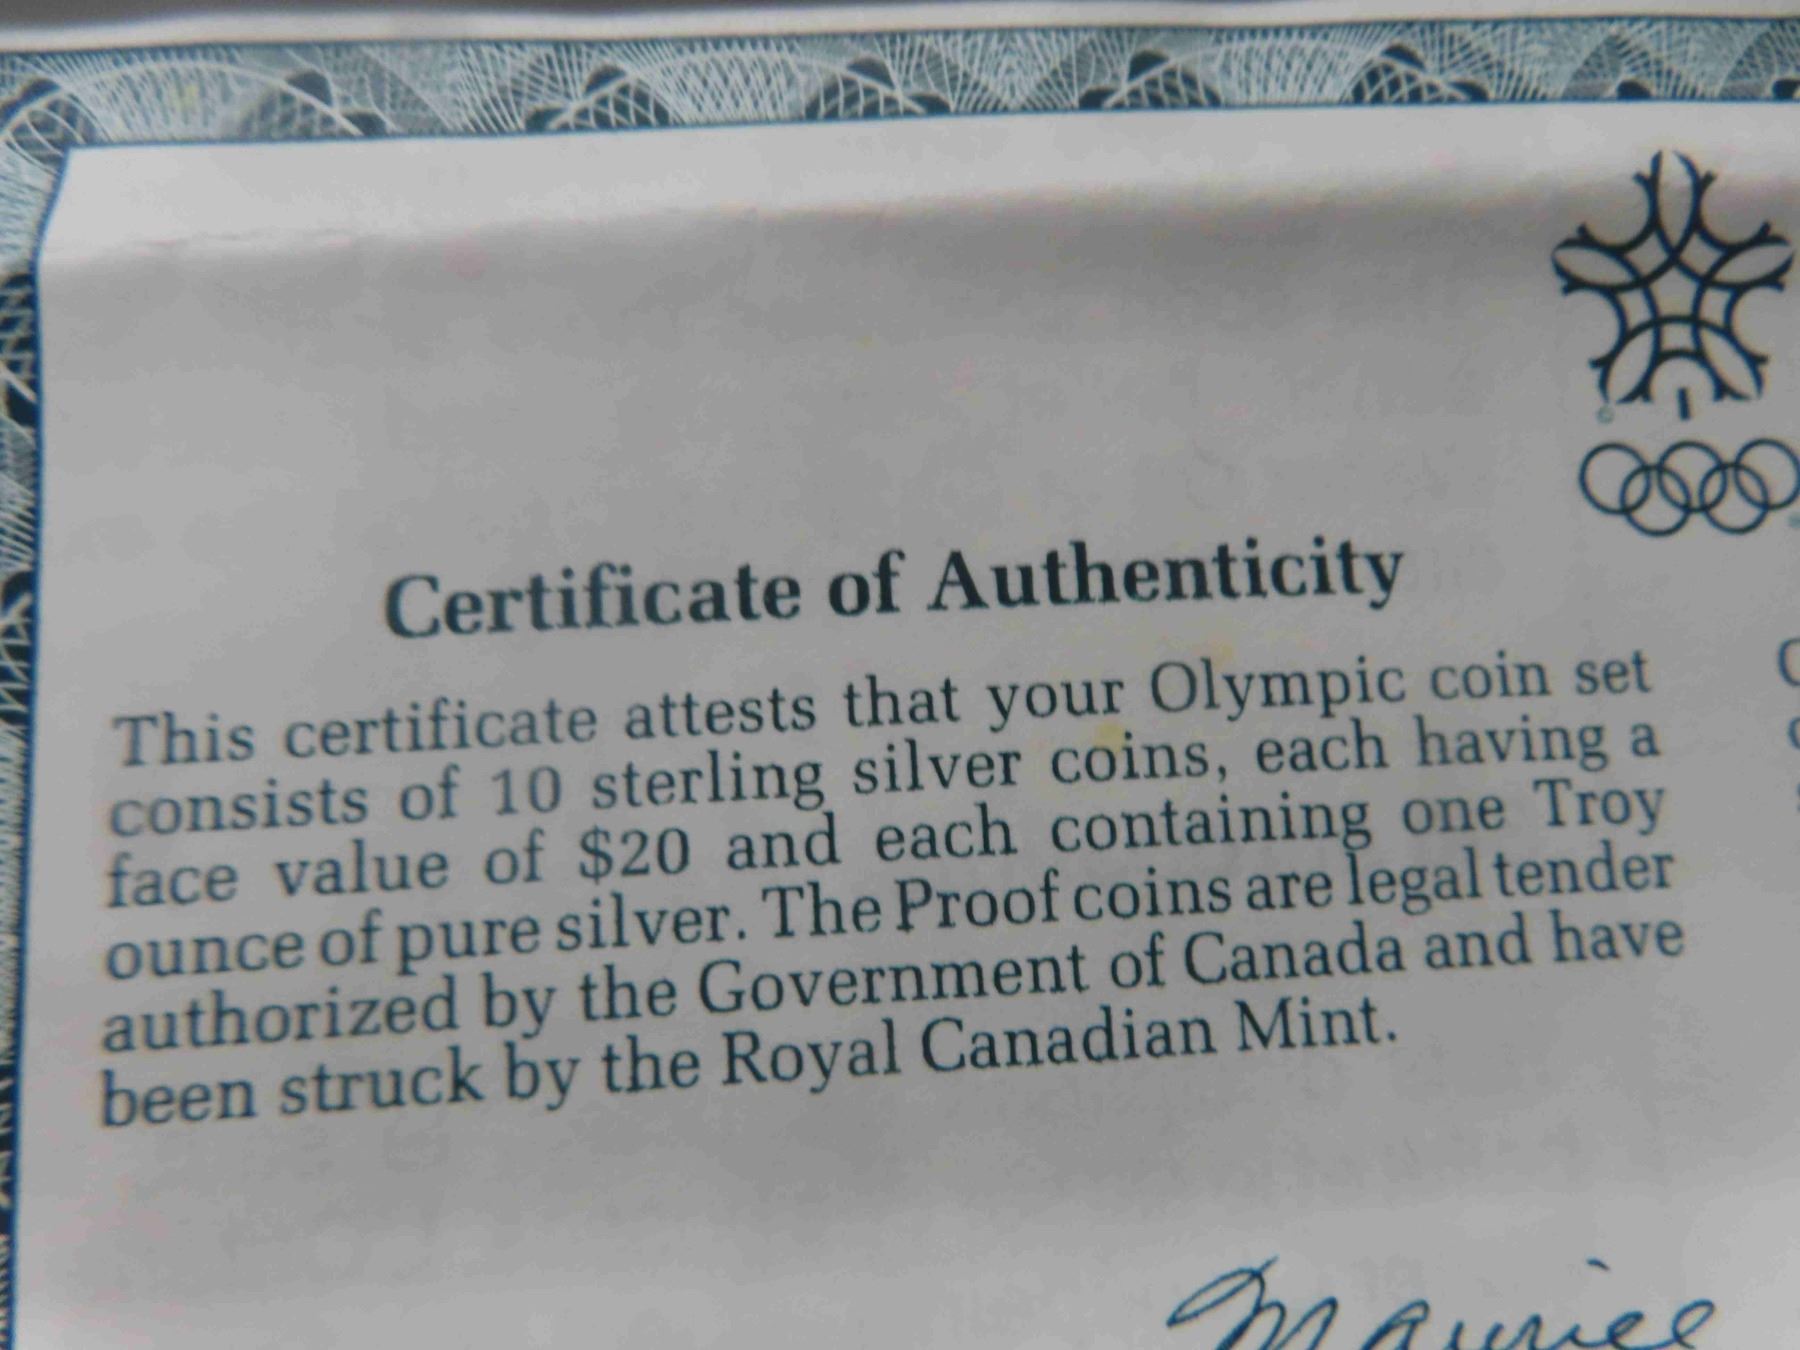 Certificate of Authenticity
This certificate attests that your Olympic coin set
consists of 10 sterling silver coins, each having a
face value of $20 and each containing one Troy
ounce of pure silver. The Proof coins are legal tender
authorized by the Government of Canada and have
been struck by the Royal Canadian Mint.
Maurice